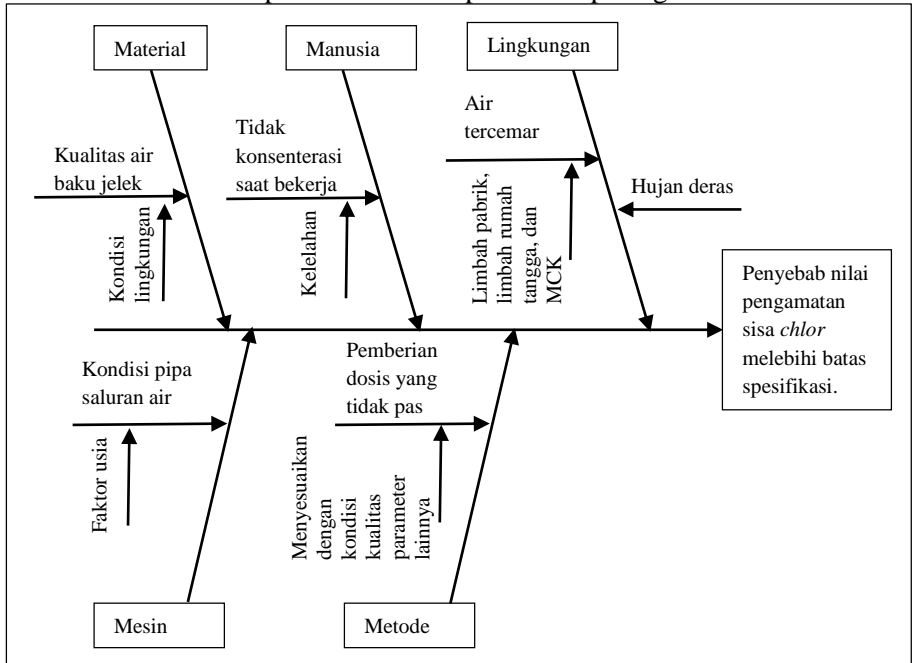 Material
Manusia
Lingkungan
Kualitas air
baku jelek
Kondisi
lingkungan
Tidak
konsenterasi
saat bekerja
Kelelahan
Air
tercemar
Limbah pabrik,
limbah rumah
tangga, dan
MCK
Hujan deras
Penyebab nilai
pengamatan
sisa chlor
melebihi batas
spesifikasi.
Kondisi pipa
saluran air
Faktor usia
Pemberian
dosis yang
tidak pas
Menyesuaikan
dengan
kondisi
kualitas
parameter
lainnya
Mesin
Metode